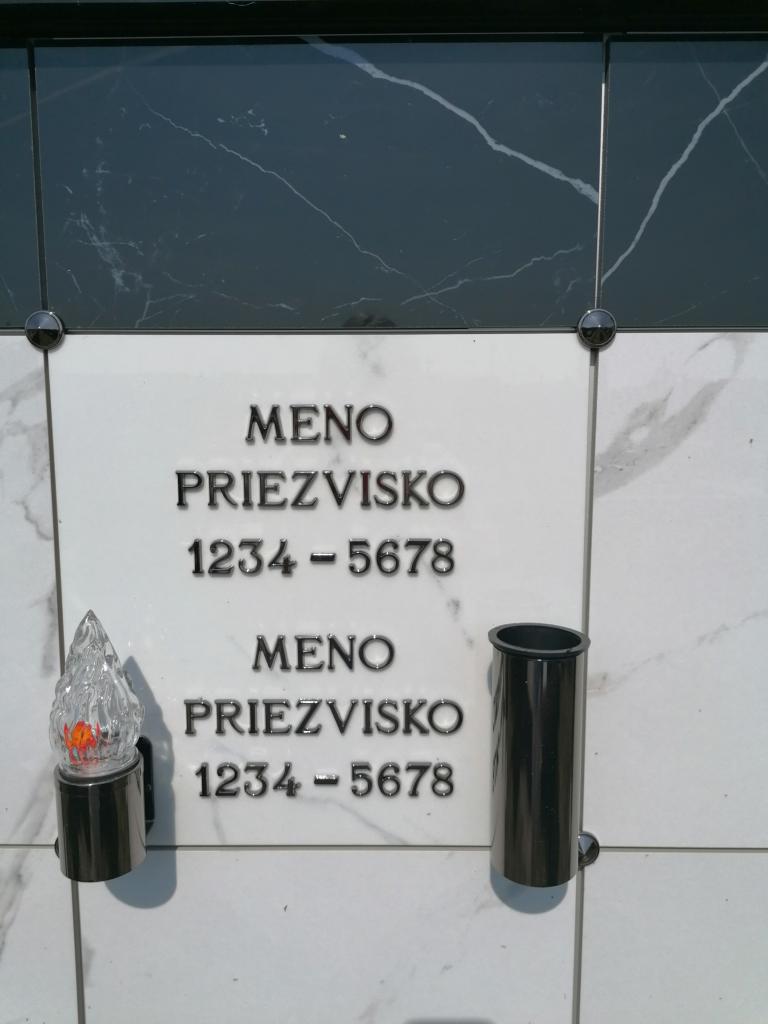 MENO
PRIEZVISKO
1234 - 5678
MENO
PRIEZVISKO
1234 - 5678